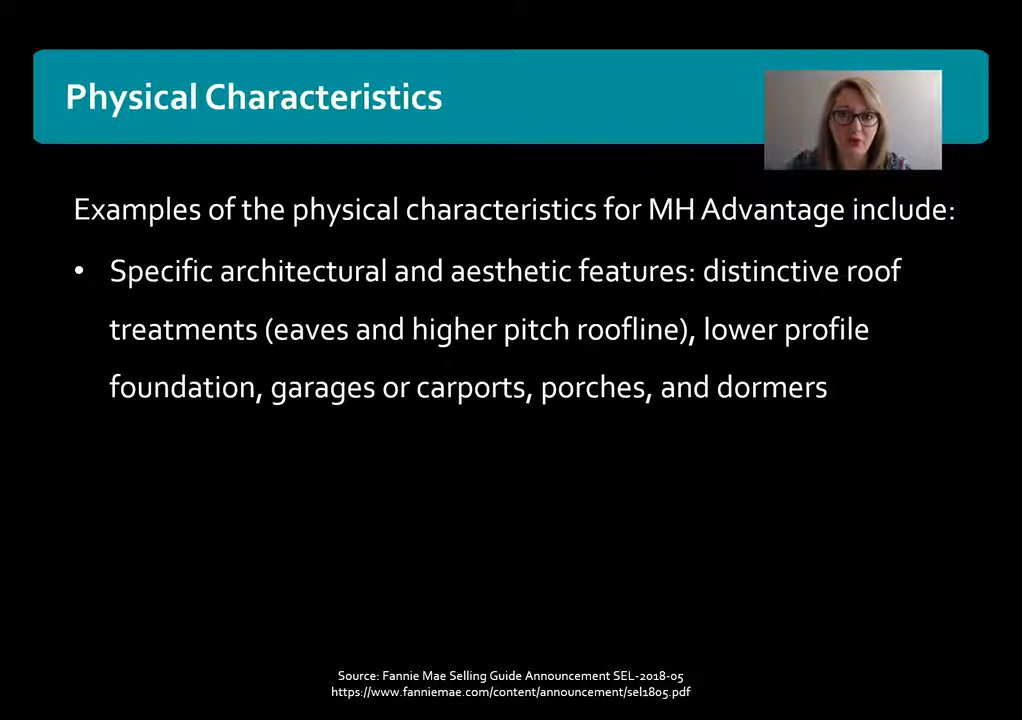 Physical Characteristics
Examples of the physical characteristics for MH Advantage include:
• Specific architectural and aesthetic features: distinctive roof
treatments (eaves and higher pitch roofline), lower profile
foundation, garages or carports, porches, and dormers
Source: Fannie Mae Selling Guide Announcement SEL-2018-05
https://www.fanniemae.com/content/announcement/sel1805.pdf